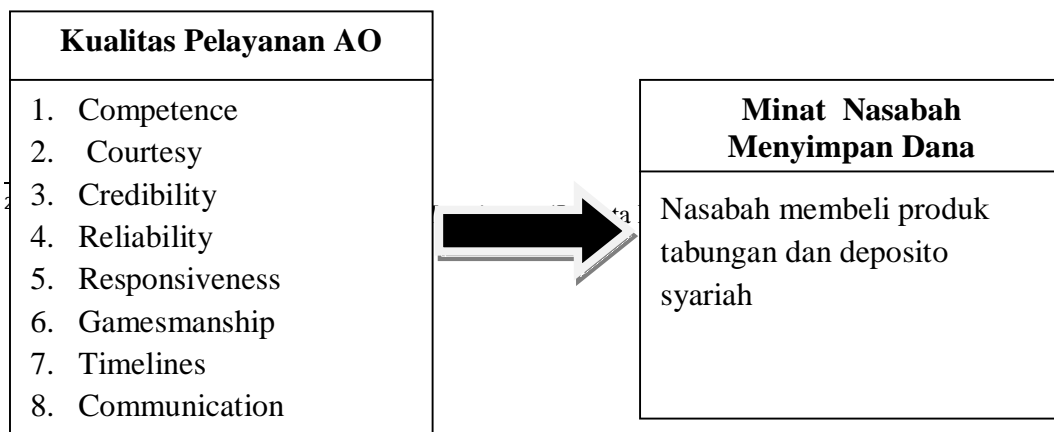 Kualitas Pelayanan AO
1. Competence
2. Courtesy
3. Credibility
4. Reliability
5. Responsiveness
6. Gamesmanship
7. Timelines
8. Communication
Minat Nasabah
Menyimpan Dana
Nasabah membeli produk
tabungan dan deposito
syariah